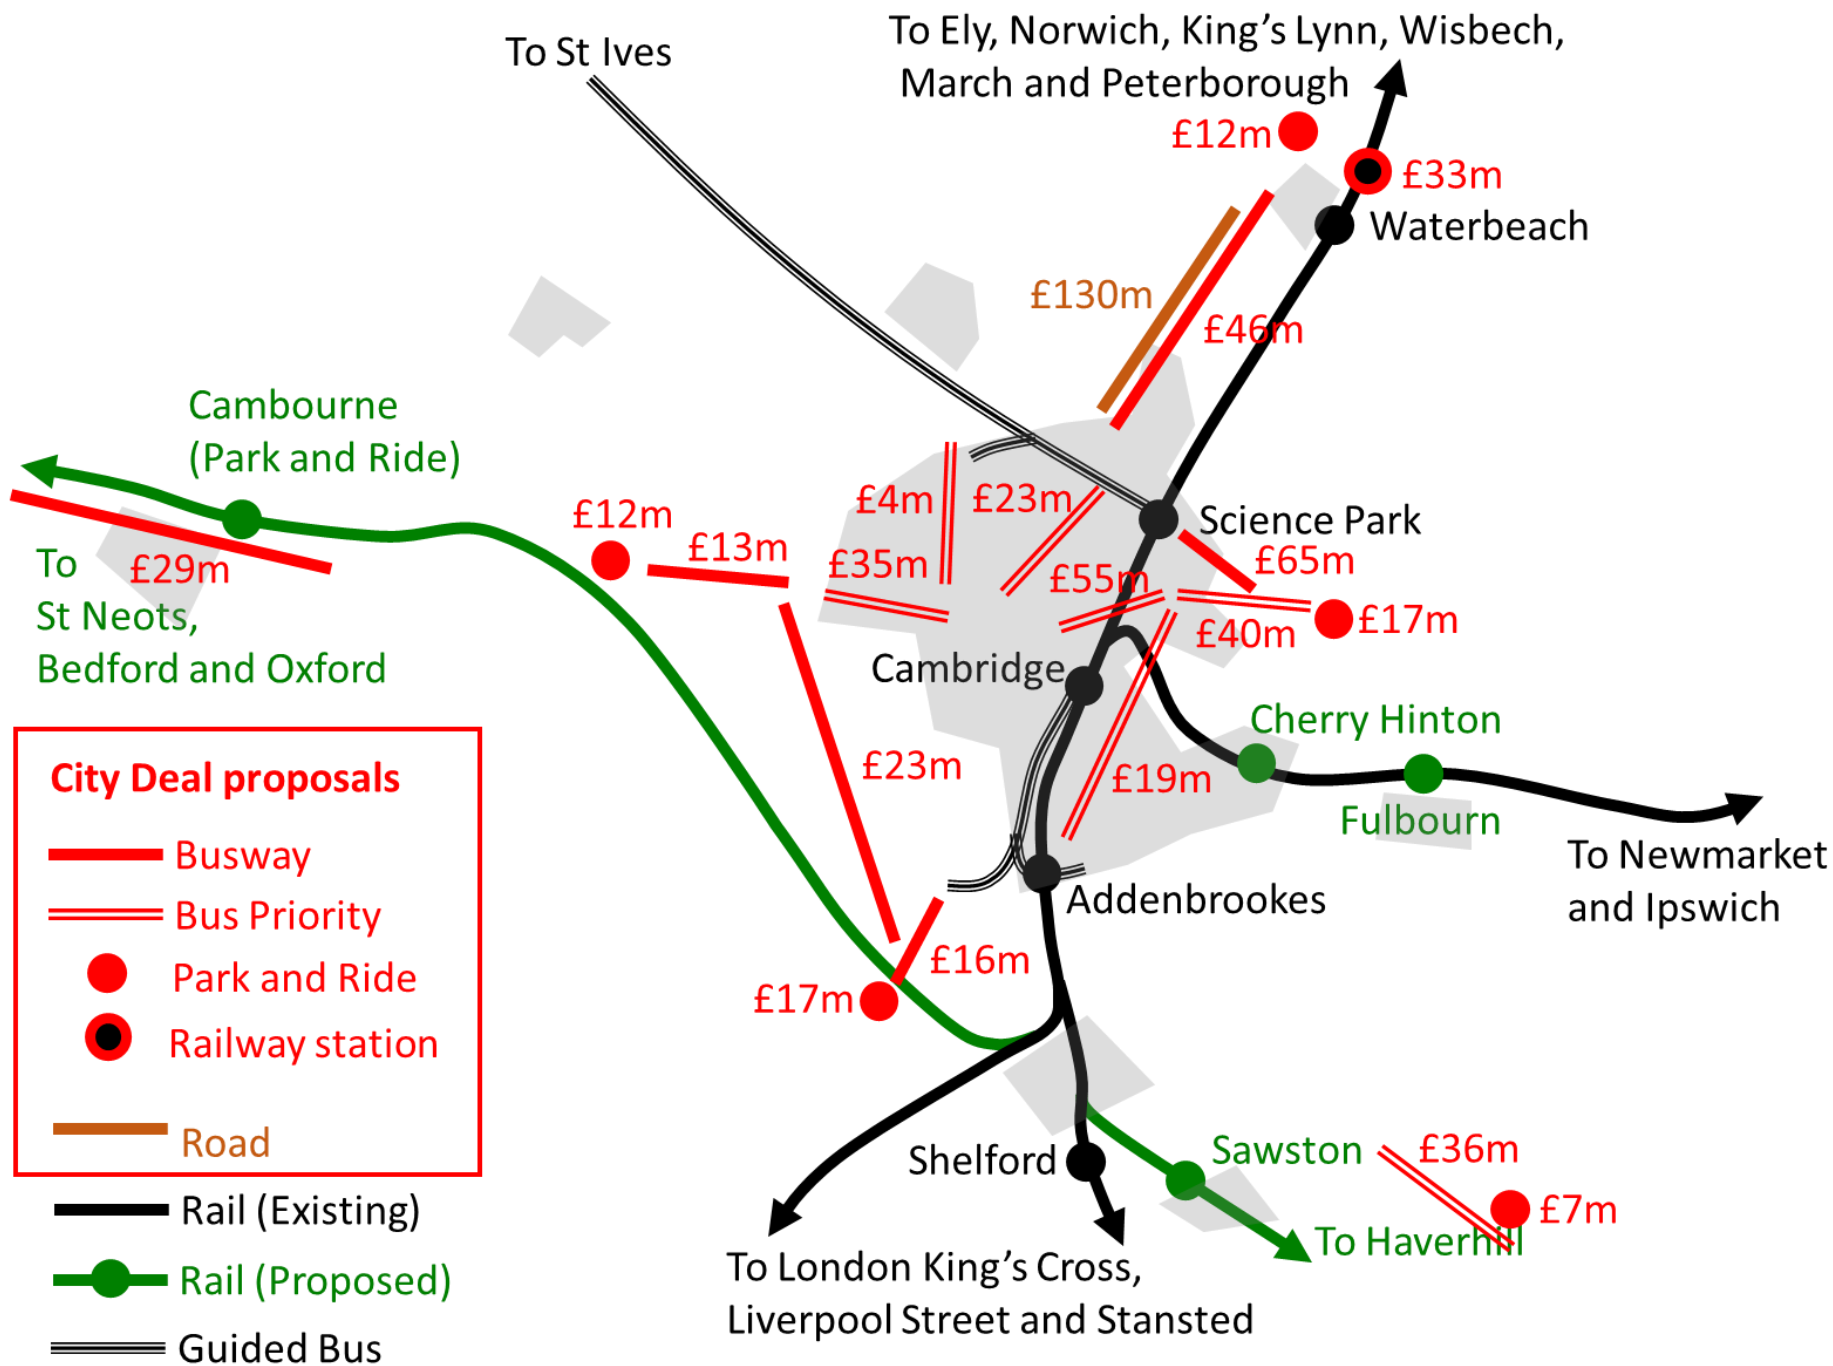 To St Ives
To Ely, Norwich, King's Lynn, Wisbech,
March and Peterborough
£12m
£33m
Waterbeach
£130m
£46m
Cambourne
(Park and Ride)
£12m
£13m
£4m
£23m
£35m
Science Park
£55m
£65m
£17m
£40m
£29m
To
St Neots,
Bedford and Oxford
Cambridge
Cherry Hinton
£23m
£19m
Fulbourn
To Newmarket
and Ipswich
Addenbrookes
£16m
£17m
City Deal proposals
Busway
Bus Priority
Park and Ride
Railway station
Road
Rail (Existing)
Rail (Proposed)
Guided Bus
Shelford
Sawston
£36m
£7m
To Haverhill
To London King's Cross,
Liverpool Street and Stansted